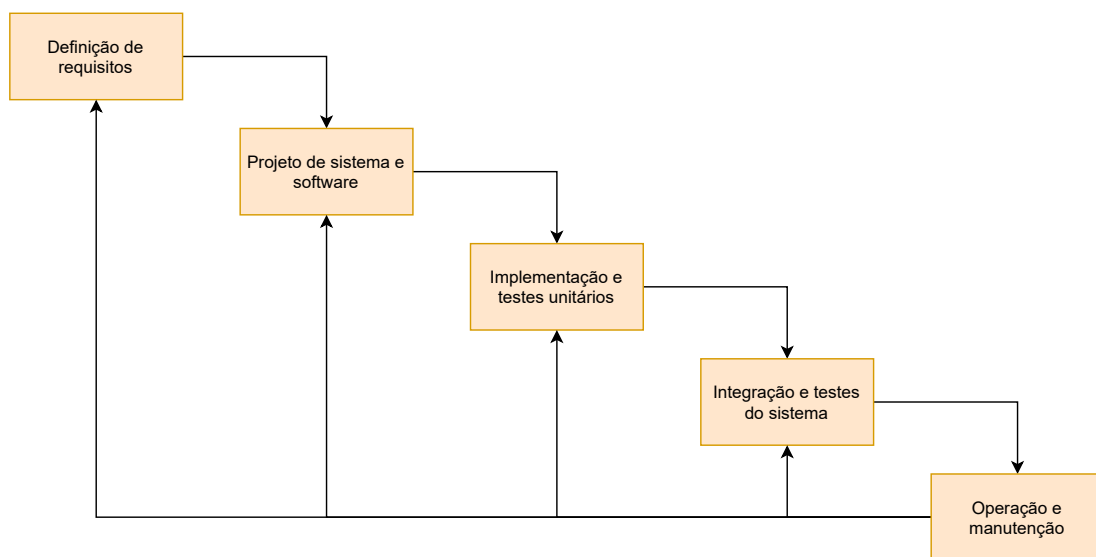 Definição de
requisitos
Projeto de sistema e
software
Implementação e
testes unitários
Integração e testes
do sistema
Operação e
manutenção